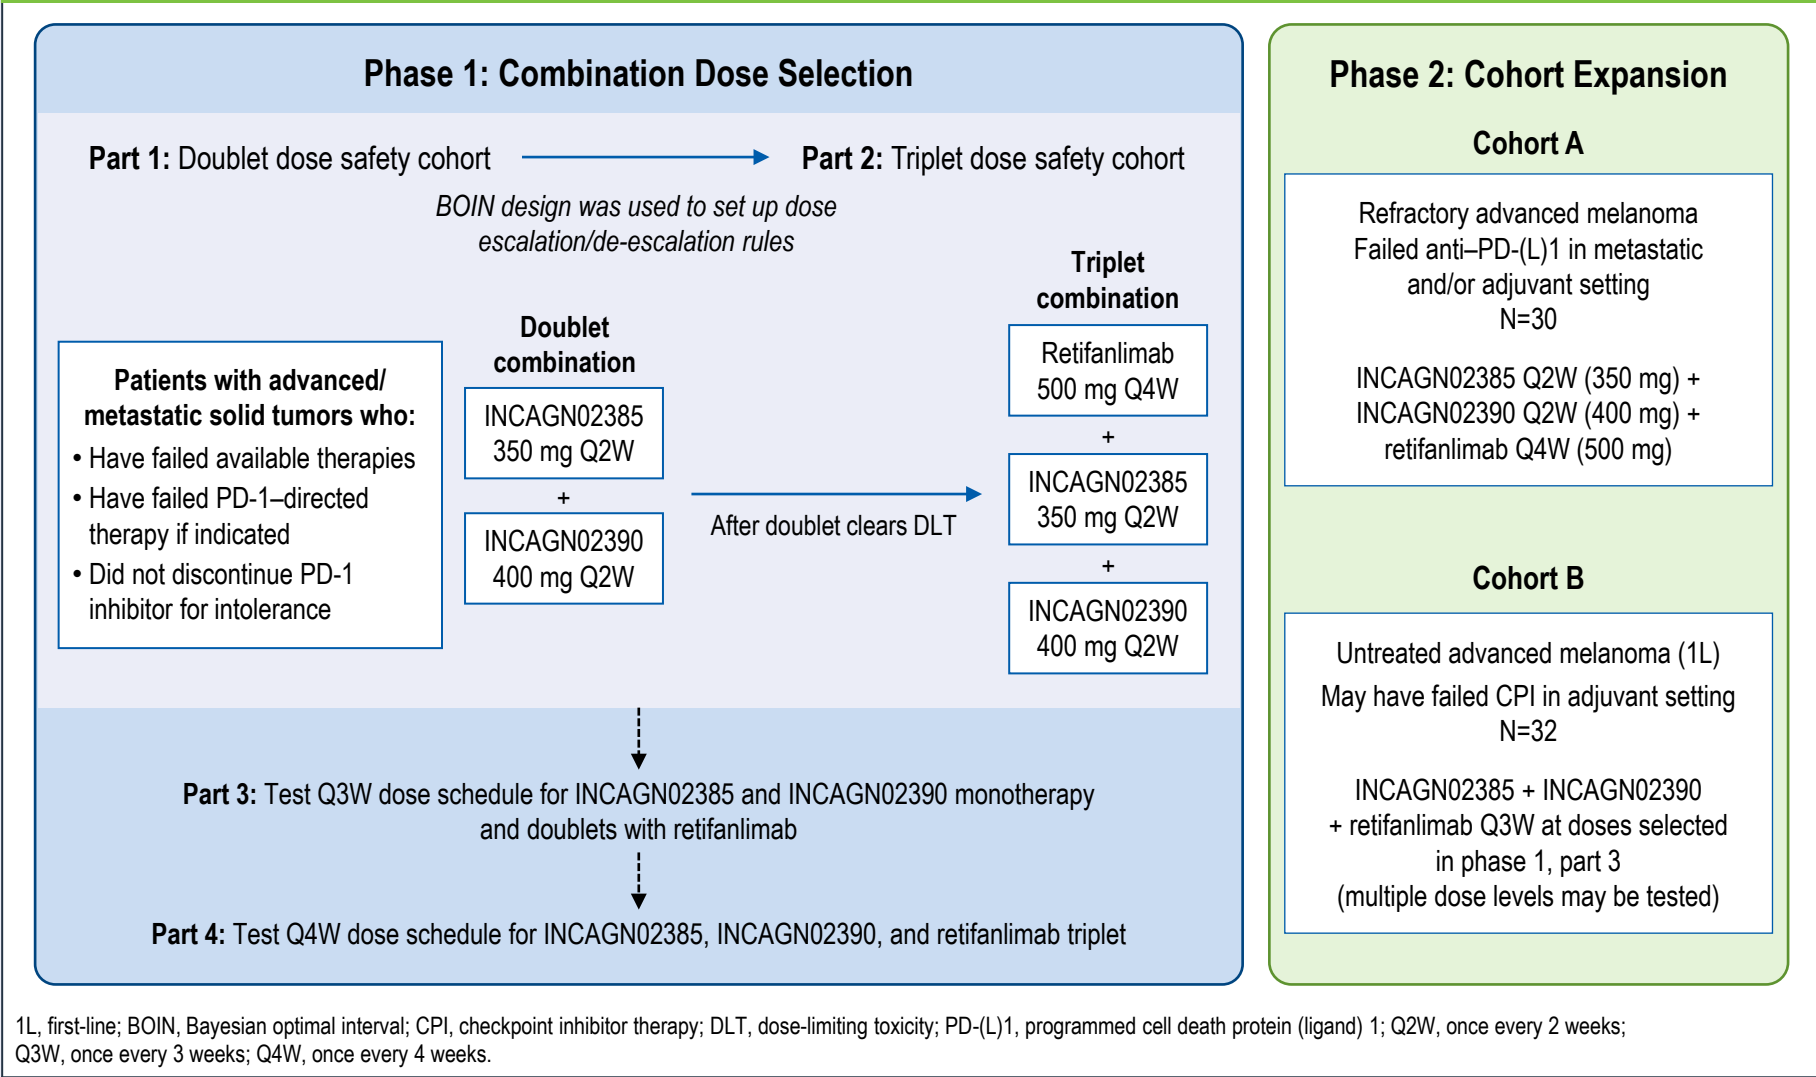 Phase 1: Combination Dose Selection
Part 1: Doublet dose safety cohort
Part 2: Triplet dose safety cohort
BOIN design was used to set up dose
escalation/de-escalation rules
Patients with advanced/
metastatic solid tumors who:
• Have failed available therapies
• Have failed PD-1–directed
therapy if indicated
• Did not discontinue PD-1
inhibitor for intolerance
Doublet
combination
INCAGN02385
350 mg Q2W
+
INCAGN02390
400 mg Q2W
After doublet clears DLT
Triplet
combination
Retifanlimab
500 mg Q4W
+
INCAGN02385
350 mg Q2W
+
INCAGN02390
400 mg Q2W
Part 3: Test Q3W dose schedule for INCAGN02385 and INCAGN02390 monotherapy
and doublets with retifanlimab
Part 4: Test Q4W dose schedule for INCAGN02385, INCAGN02390, and retifanlimab triplet
Phase 2: Cohort Expansion
Cohort A
Refractory advanced melanoma
Failed anti–PD-(L)1 in metastatic
and/or adjuvant setting
N=30
INCAGN02385 Q2W (350 mg) +
INCAGN02390 Q2W (400 mg) +
retifanlimab Q4W (500 mg)
Cohort B
Untreated advanced melanoma (1L)
May have failed CPI in adjuvant setting
N=32
INCAGN02385 + INCAGN02390
+ retifanlimab Q3W at doses selected
in phase 1, part 3
(multiple dose levels may be tested)
1L, first-line; BOIN, Bayesian optimal interval; CPI, checkpoint inhibitor therapy; DLT, dose-limiting toxicity; PD-(L)1, programmed cell death protein (ligand) 1; Q2W, once every 2 weeks;
Q3W, once every 3 weeks; Q4W, once every 4 weeks.